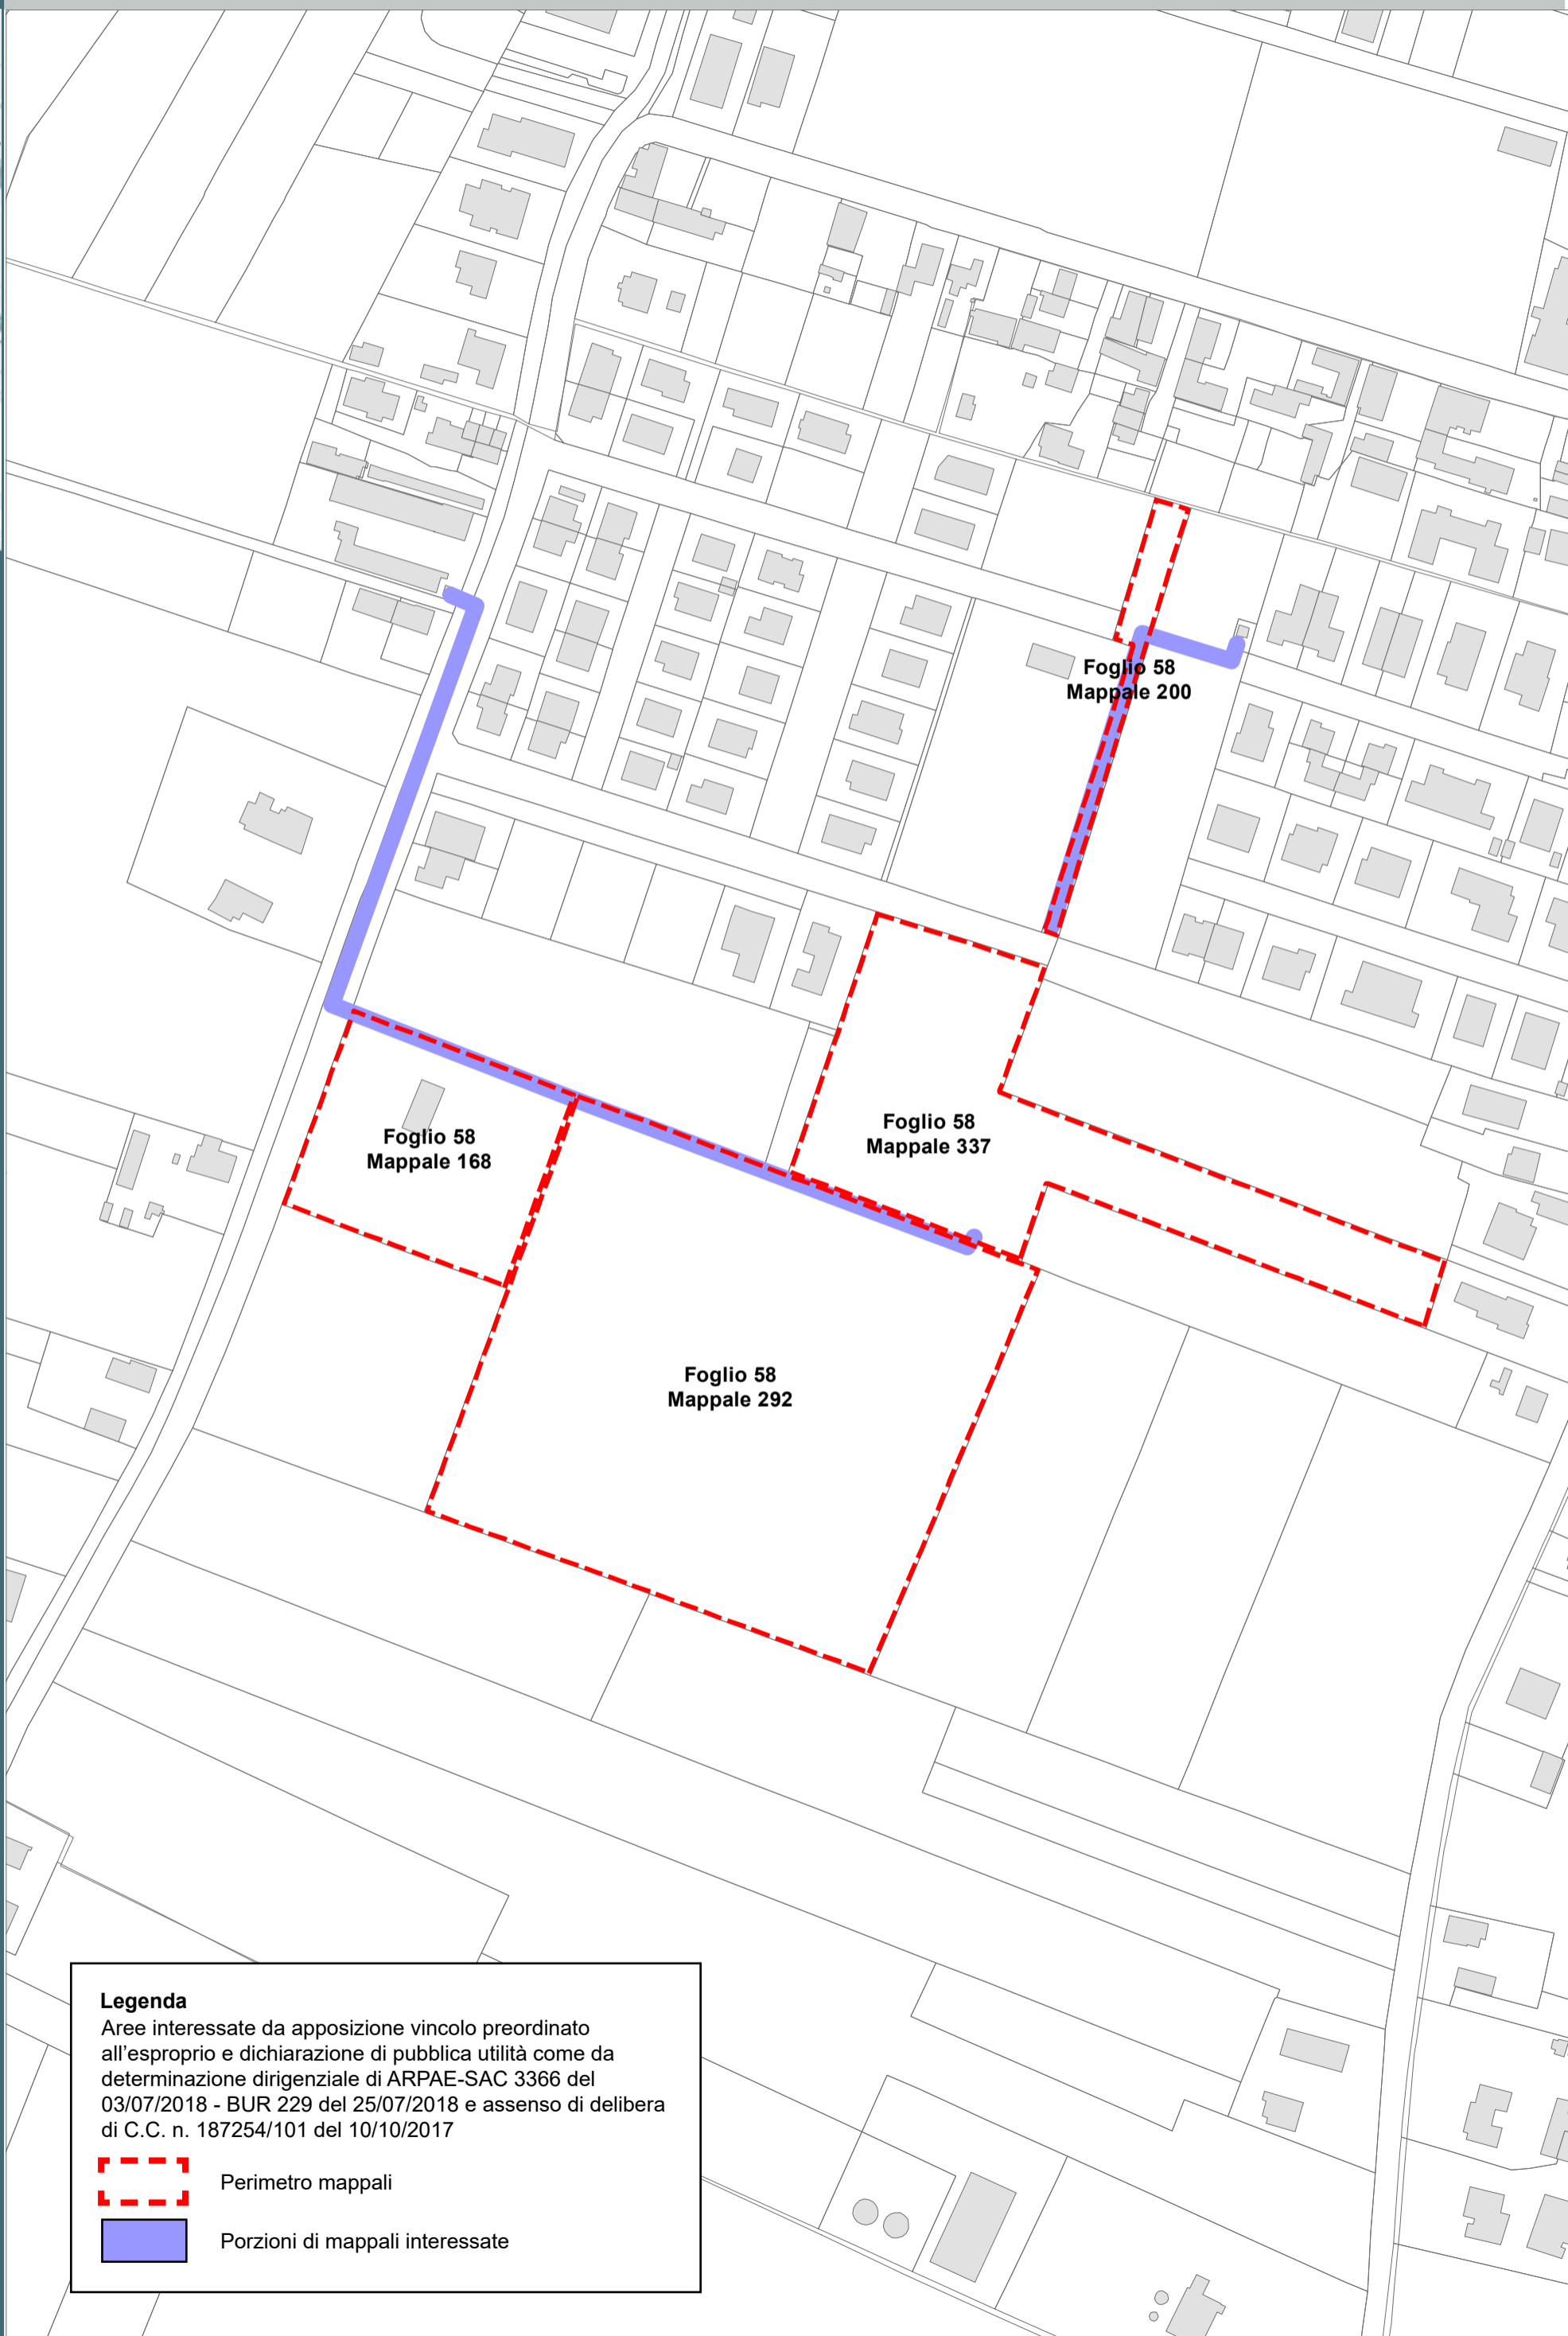 Foglio 58
Mappale 200
Foglio 58
Mappale 337
Foglio 58
Mappale 168
Foglio 58
Mappale 292
Legenda
Aree interessate da apposizione vincolo preordinato
all’esproprio e dichiarazione di pubblica utilità come da
determinazione dirigenziale di ARPAE-SAC 3366 del
03/07/2018 - BUR 229 del 25/07/2018 e assenso di delibera
di C.C. n. 187254/101 del 10/10/2017
Perimetro mappali
Porzioni di mappali interessate